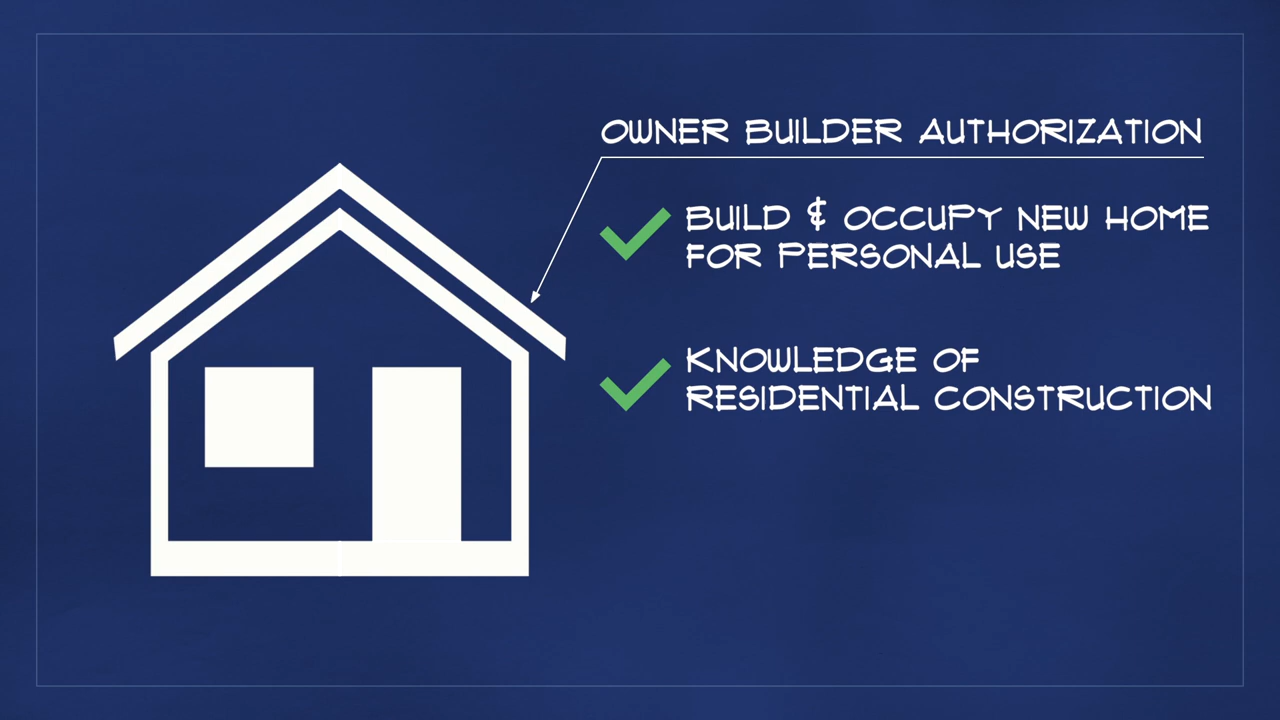 OWNER BUILDER AUTHORIZATION
BUILD & OCCUPY NEW HOME
FOR PERSONAL USE
KNOWLEDGE OF
RESIDENTIAL CONSTRUCTION